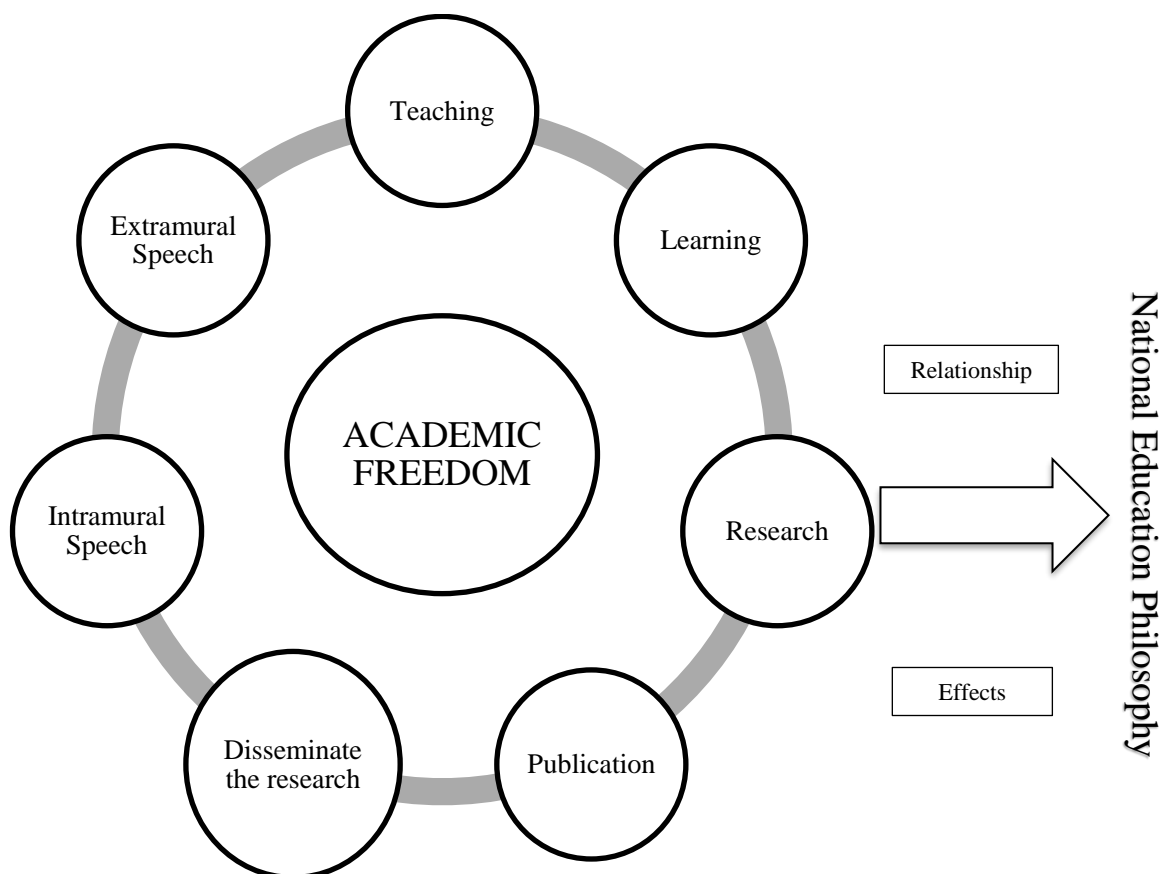 Teaching
Extramural
Speech
Learning
ACADEMIC
FREEDOM
Relationship
Intramural
Speech
Research
Effects
Disseminate
the research
Publication
National Education Philosophy